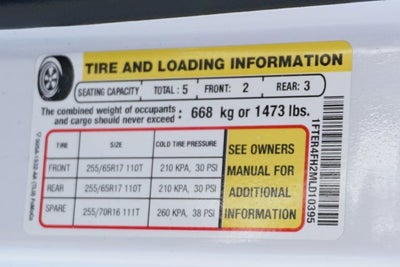 TIRE AND LOADING INFORMATION
SEATING CAPACITY TOTAL : 5 FRONT: 2 REAR: 3
The combined weight of occupants
and cargo should never exceed : 668 kg or 1473 lbs.
TIRE SIZE COLD TIRE PRESSURE
FRONT 255/65R17 110T 210 KPA, 30 PSI
REAR 255/65R17 110T 210 KPA, 30 PSI
SPARE 255/70R16 111T 260 KPA, 38 PSI
SEE OWNERS
MANUAL FOR
ADDITIONAL
INFORMATION
1FTER4FH2MLD10395